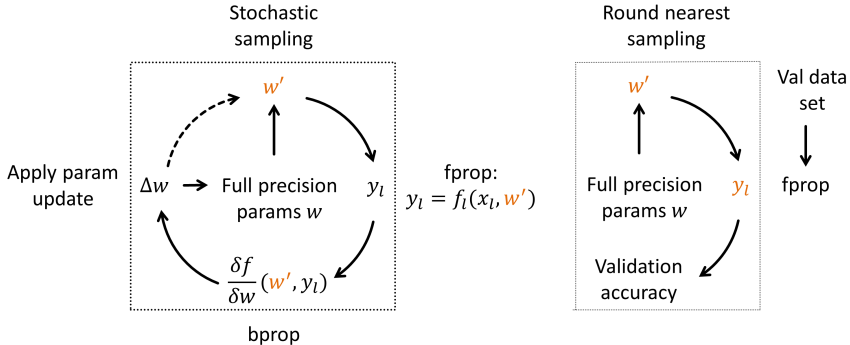 Stochastic
sampling
w′
Apply param
update
Δw
Full precision
params w
y_l
δf
δw
(w′, y_l)
bprop
fprop:
y_l = f_l(x_l, w′)
Round nearest
sampling
w′
Full precision
params w
y_l
Validation
accuracy
Val data
set
fprop